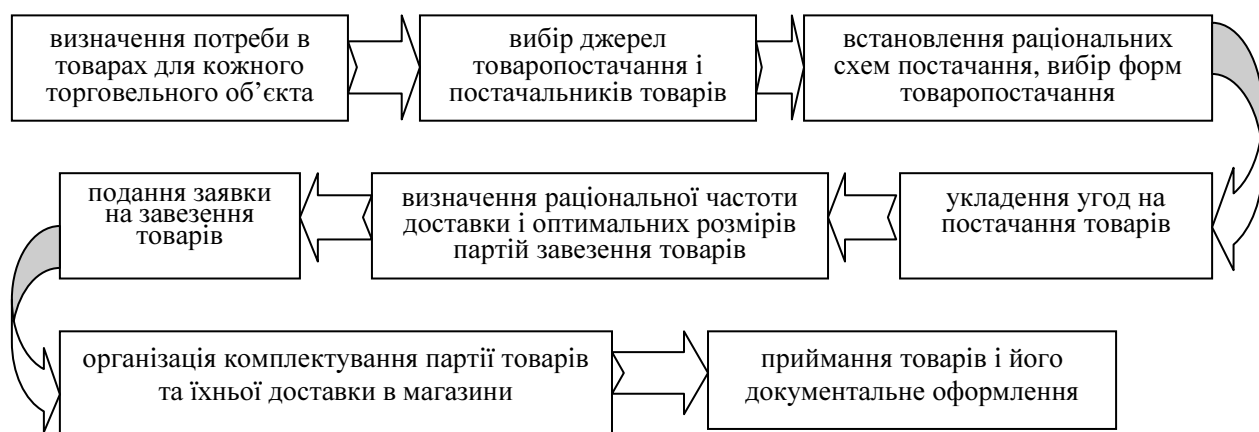 визначення потреби в
товарах для кожного
торговельного об’єкта
вибір джерел
товаропостачання і
постачальників товарів
встановлення раціональних
схем постачання, вибір форм
товаропостачання
укладення угод на
постачання товарів
визначення раціональної частоти
доставки і оптимальних розмірів
партій завезення товарів
подання заявки
на завезення
товарів
організація комплектування партії товарів
та їхньої доставки в магазини
приймання товарів і його
документальне оформлення